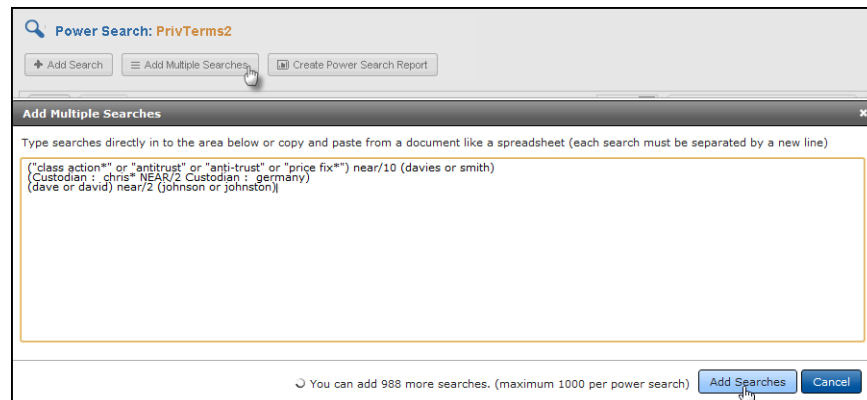 Power Search: PrivTerms2
Add Search Add Multiple Searches Create Power Search Report
Add Multiple Searches x
Type searches directly in to the area below or copy and paste from a document like a spreadsheet (each search must be separated by a new line)
("class action*" or "antitrust" or "anti-trust" or "price fix*") near/10 (davies or smith)
(Custodian : chris* NEAR/2 Custodian : germany)
(dave or david) near/2 (johnson or johnston)
You can add 988 more searches. (maximum 1000 per power search) Add Searches Cancel